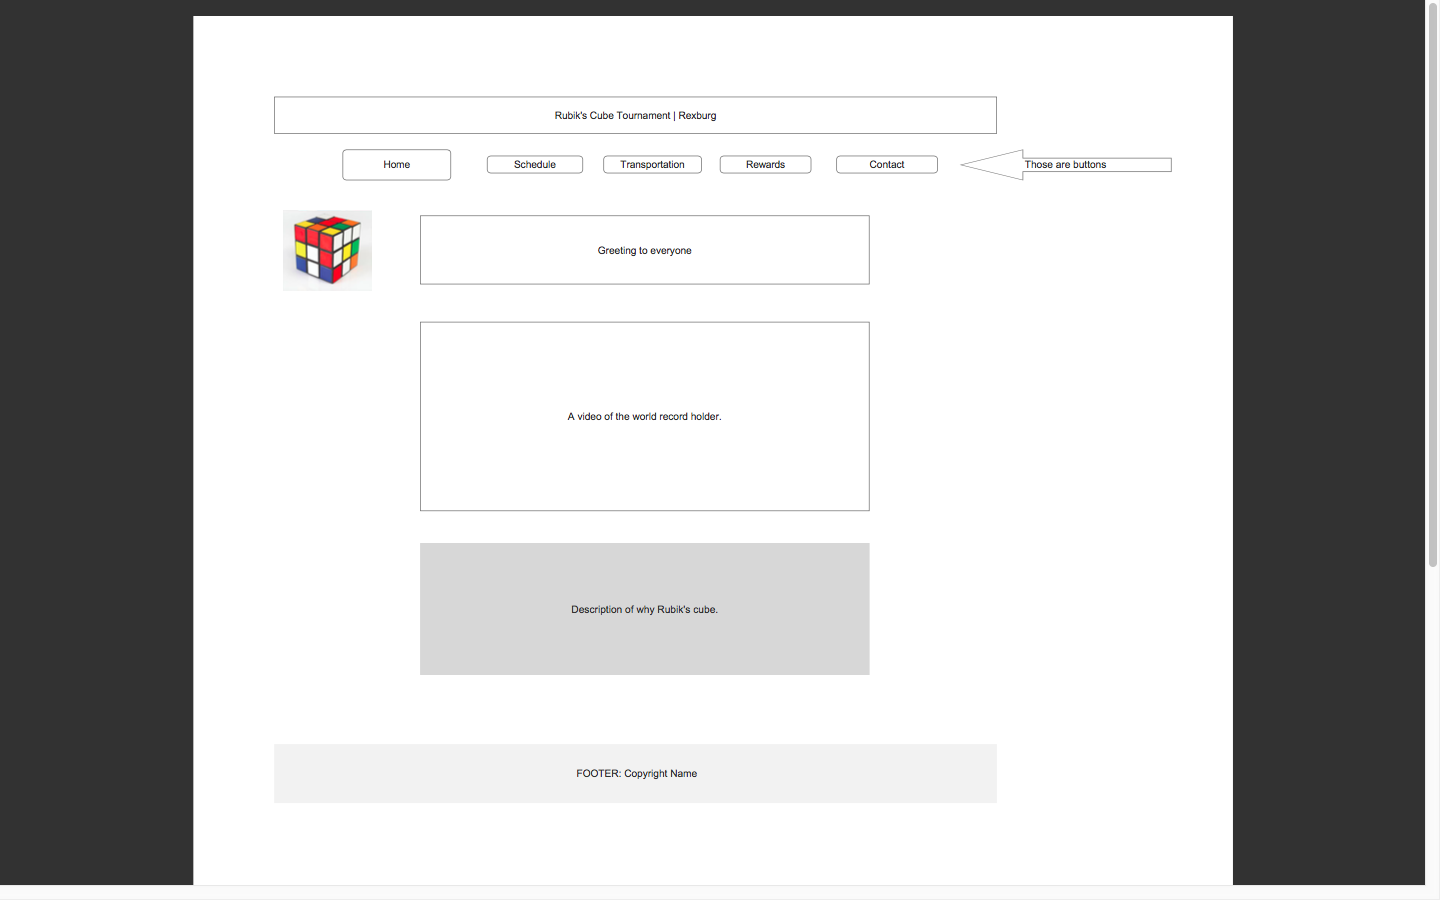 Rubik's Cube Tournament | Rexburg
Home Schedule Transportation Rewards Contact Those are buttons
Greeting to everyone
A video of the world record holder.
Description of why Rubik's cube.
FOOTER: Copyright Name